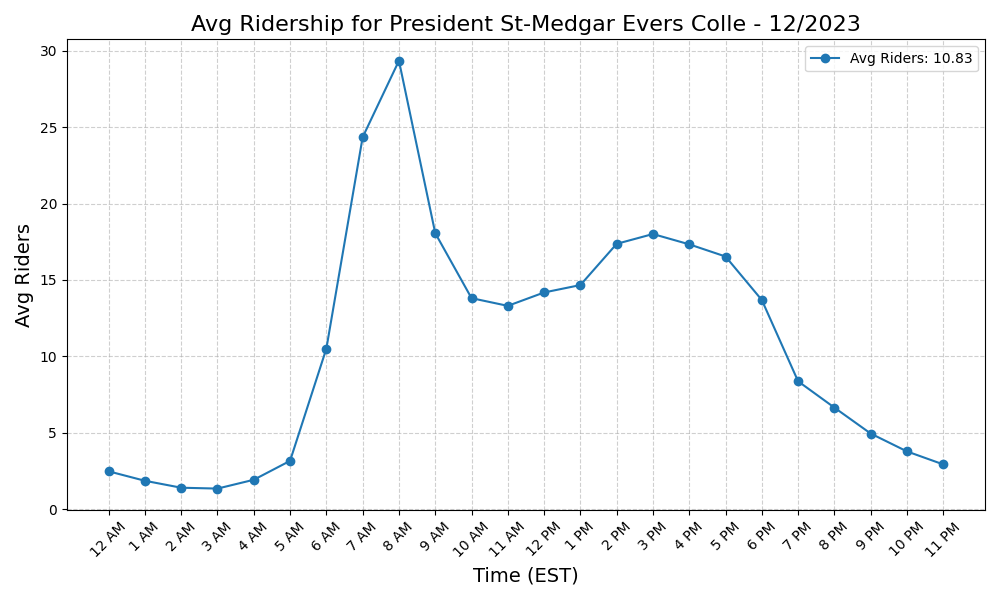 Avg Ridership for President St-Medgar Evers Colle - 12/2023
Avg Riders: 10.83
Avg Riders
30
25
20
15
10
5
0
12 AM
1 AM
2 AM
3 AM
4 AM
5 AM
6 AM
7 AM
8 AM
9 AM
10 AM
11 AM
12 PM
1 PM
2 PM
3 PM
4 PM
5 PM
6 PM
7 PM
8 PM
9 PM
10 PM
11 PM
Time (EST)